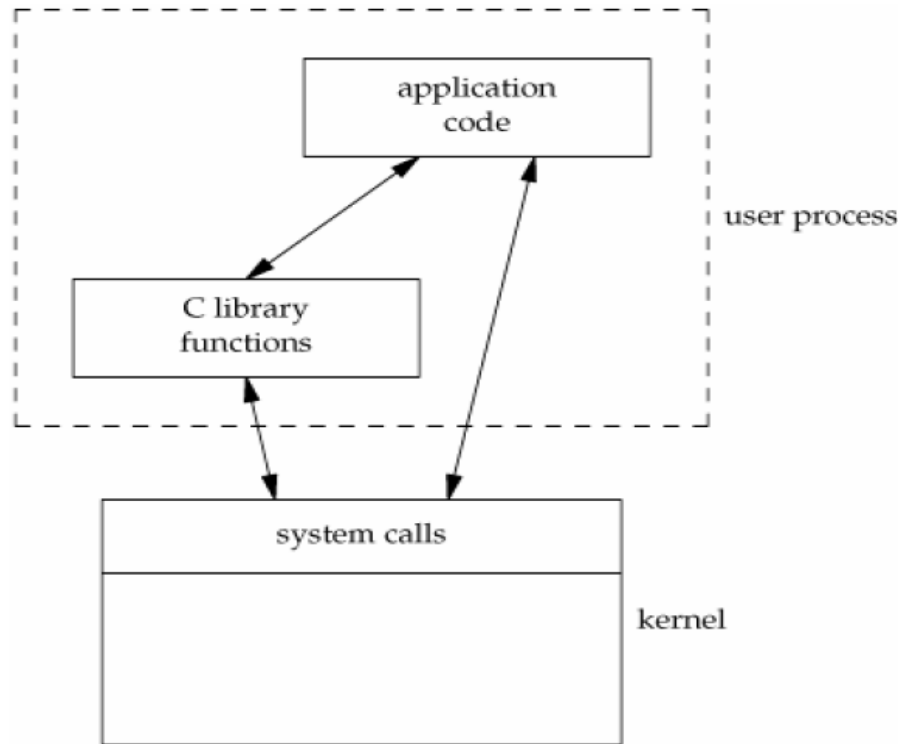 application
code
user process
C library
functions
system calls
kernel